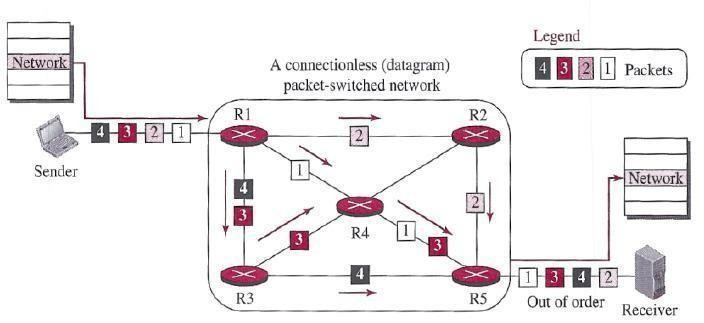 Legend
Network
A connectionless (datagram)
packet-switched network
4 3 2 1 Packets
R1
R2
4 3 2 1
2
Sender
1
4
Network
2
3
R4
3
1
3
4
R3
R5
1 3 4 2
Out of order
Receiver